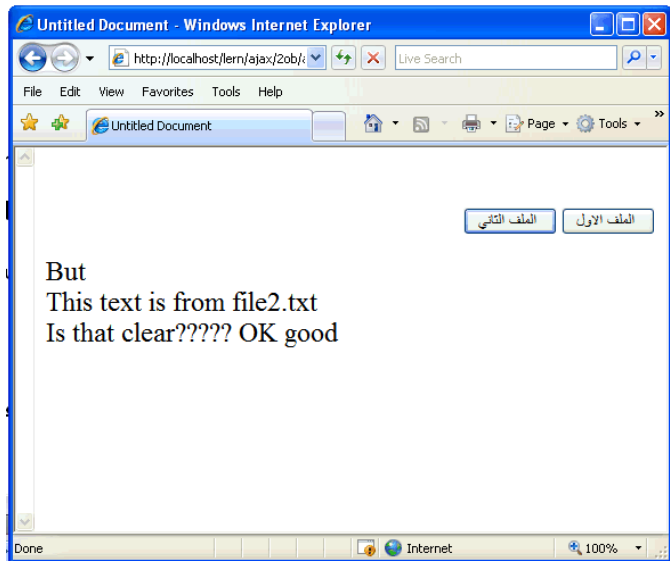 Untitled Document - Windows Internet Explorer
http://localhost/lern/ajax/2ob/
Live Search
File Edit View Favorites Tools Help
Untitled Document
Page Tools »
الملف الاول الملف الثاني
But
This text is from file2.txt
Is that clear????? OK good
Done Internet 100%